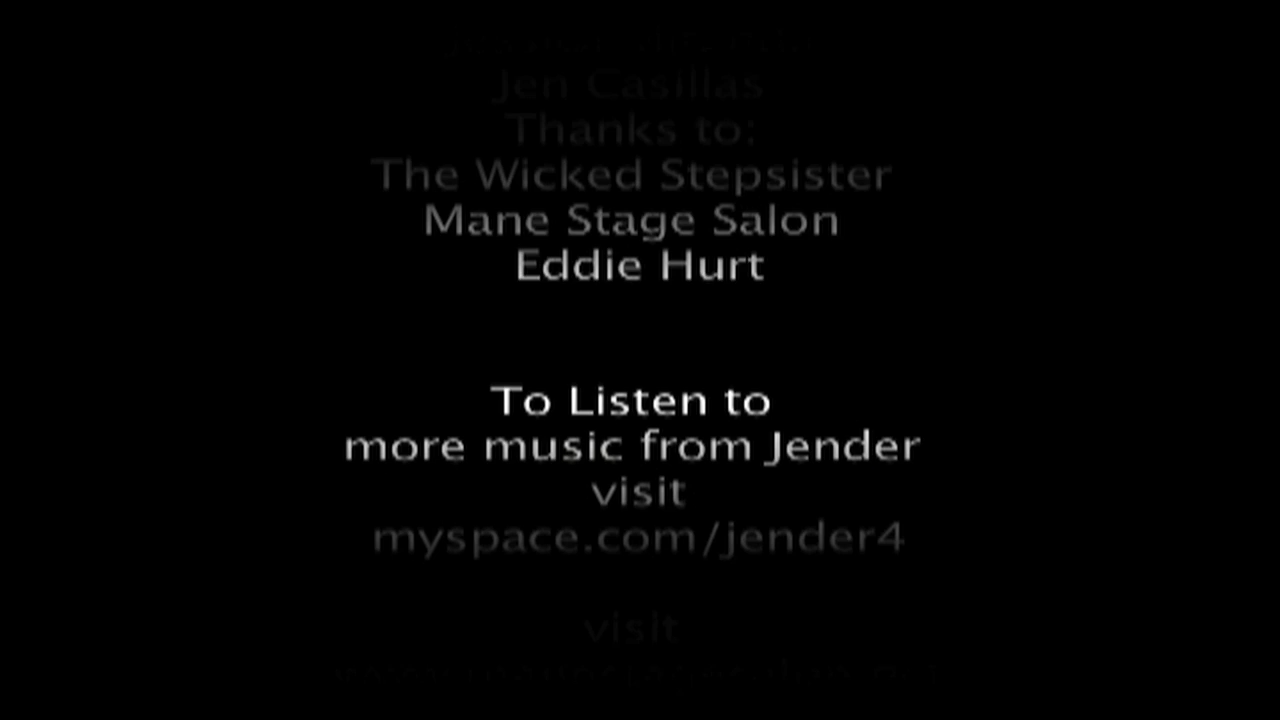 Jen Casillas
Thanks to:
The Wicked Stepsister
Mane Stage Salon
Eddie Hurt
To Listen to
more music from Jender
visit
myspace.com/jender4
visit